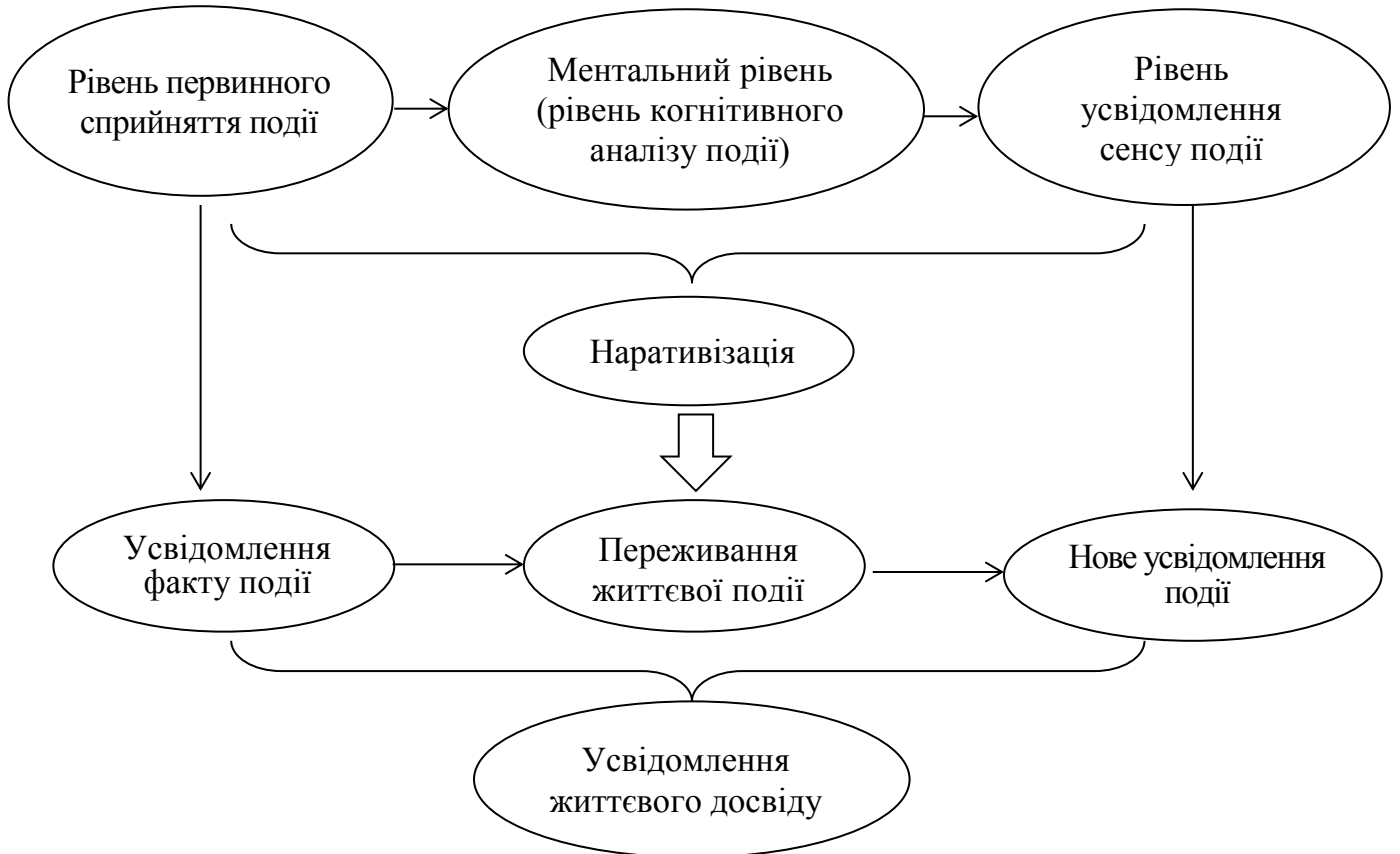 Рівень первинного
сприйняття події
Ментальний рівень
(рівень когнітивного
аналізу події)
Рівень
усвідомлення
сенсу події
Наративізація
Усвідомлення
факту події
Переживання
життєвої події
Нове усвідомлення
події
Усвідомлення
життєвого досвіду